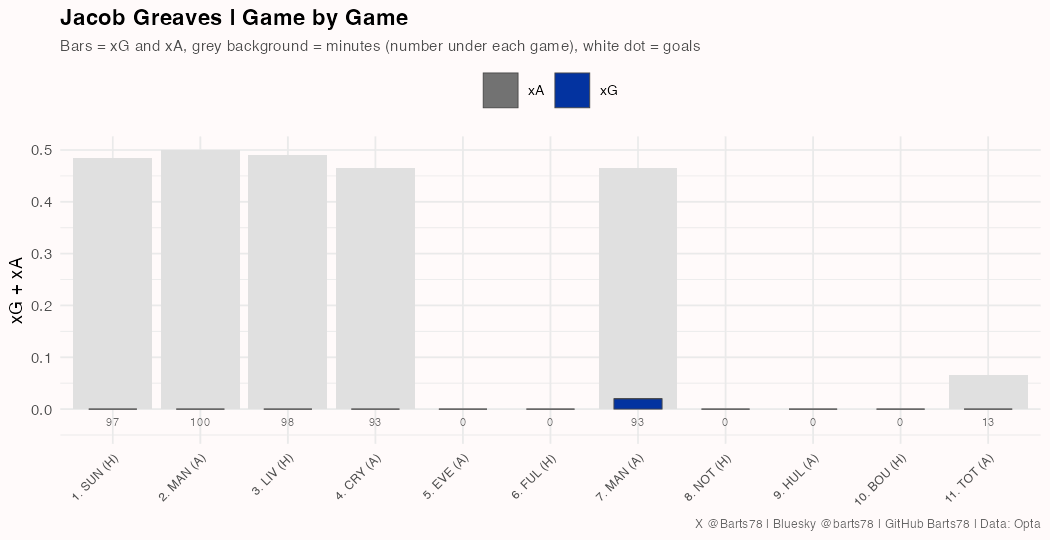 Jacob Greaves | Game by Game
Bars = xG and xA, grey background = minutes (number under each game), white dot = goals
xA xG
xG + xA
0.5
0.4
0.3
0.2
0.1
0.0
97 100 98 93 0 0 93 0 0 0 13
1. SUN (H) 2. MAN (A) 3. LIV (H) 4. CRY (A) 5. EVE (A) 6. FUL (H) 7. MAN (A) 8. NOT (H) 9. HUL (A) 10. BOU (H) 11. TOT (A)
X @Barts78 | Bluesky @barts78 | GitHub Barts78 | Data: Opta